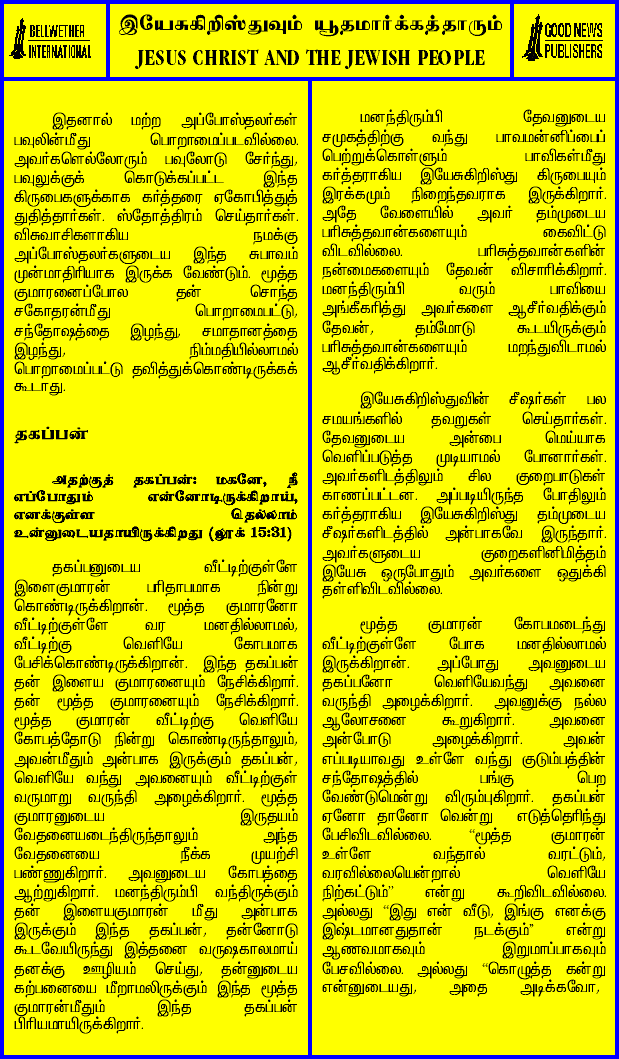 BELLWETHER
INTERNATIONAL
இயேசுகிறிஸ்துவும் யூதமார்க்கத்தாரும்
JESUS CHRIST AND THE JEWISH PEOPLE
GOOD NEWS
PUBLISHERS
இதனால் மற்ற அப்போஸ்தலர்கள்
பவுலின்மீது பொறாமைப்படவில்லை.
அவர்களெல்லோரும் பவுலோடு சேர்ந்து,
பவுலுக்குக் கொடுக்கப்பட்ட இந்த
கிருபைகளுக்காக கர்த்தரை ஏகோபித்துத்
துதித்தார்கள். ஸ்தோத்திரம் செய்தார்கள்.
விசுவாசிகளாகிய நமக்கு
அப்போஸ்தலர்களுடைய இந்த சுபாவம்
முன்மாதிரியாக இருக்க வேண்டும். மூத்த
குமாரனைப்போல தன் சொந்த
சகோதரன்மீது பொறாமைபட்டு,
சந்தோஷத்தை இழந்து, சமாதானத்தை
இழந்து, நிம்மதியில்லாமல்
பொறாமைப்பட்டு தவித்துக்கொண்டிருக்கக்
கூடாது.
தகப்பன்
அதற்குத் தகப்பன்: மகனே, நீ
எப்போதும் என்னோடிருக்கிறாய்,
எனக்குள்ள தெல்லாம்
உன்னுடையதாயிருக்கிறது (லூக் 15:31)
தகப்பனுடைய வீட்டிற்குள்ளே
இளைகுமாரன் பரிதாபமாக நின்று
கொண்டிருக்கிறான். மூத்த குமாரனோ
வீட்டிற்குள்ளே வர மனதில்லாமல்,
வீட்டிற்கு வெளியே கோபமாக
பேசிக்கொண்டிருக்கிறான். இந்த தகப்பன்
தன் இளைய குமாரனையும் நேசிக்கிறார்.
தன் மூத்த குமாரனையும் நேசிக்கிறார்.
மூத்த குமாரன் வீட்டிற்கு வெளியே
கோபத்தோடு நின்று கொண்டிருந்தாலும்,
அவன்மீதும் அன்பாக இருக்கும் தகப்பன்,
வெளியே வந்து அவனையும் வீட்டிற்குள்
வருமாறு வருந்தி அழைக்கிறார். மூத்த
குமாரனுடைய இருதயம்
வேதனையடைந்திருந்தாலும் அந்த
வேதனையை நீக்க முயற்சி
பண்ணுகிறார். அவனுடைய கோபத்தை
ஆற்றுகிறார். மனந்திரும்பி வந்திருக்கும்
தன் இளையகுமாரன் மீது அன்பாக
இருக்கும் இந்த தகப்பன், தன்னோடு
கூடவேயிருந்து இத்தனை வருஷகாலமாய்
தனக்கு ஊழியம் செய்து, தன்னுடைய
கற்பனையை மீறாமலிருக்கும் இந்த மூத்த
குமாரன்மீதும் இந்த தகப்பன்
பிரியமாயிருக்கிறார்.
மனந்திரும்பி தேவனுடைய
சமுகத்திற்கு வந்து பாவமன்னிப்பைப்
பெற்றுக்கொள்ளும் பாவிகள்மீது
கர்த்தராகிய இயேசுகிறிஸ்து கிருபையும்
இரக்கமும் நிறைந்தவராக இருக்கிறார்.
அதே வேளையில் அவர் தம்முடைய
பரிசுத்தவான்களையும் கைவிட்டு
விடவில்லை. பரிசுத்தவான்களின்
நன்மைகளையும் தேவன் விசாரிக்கிறார்.
மனந்திரும்பி வரும் பாவியை
அங்கீகரித்து அவர்களை ஆசீர்வதிக்கும்
தேவன், தம்மோடு கூடயிருக்கும்
பரிசுத்தவான்களையும் மறந்துவிடாமல்
ஆசீர்வதிக்கிறார்.
இயேசுகிறிஸ்துவின் சீஷர்கள் பல
சமயங்களில் தவறுகள் செய்தார்கள்.
தேவனுடைய அன்பை மெய்யாக
வெளிப்படுத்த முடியாமல் போனார்கள்.
அவர்களிடத்திலும் சில குறைபாடுகள்
காணப்பட்டன. அப்படியிருந்த போதிலும்
கர்த்தராகிய இயேசுகிறிஸ்து தம்முடைய
சீஷர்களிடத்தில் அன்பாகவே இருந்தார்.
அவர்களுடைய குறைகளினிமித்தம்
இயேசு ஒருபோதும் அவர்களை ஒதுக்கி
தள்ளிவிடவில்லை.
மூத்த குமாரன் கோபமடைந்து
வீட்டிற்குள்ளே போக மனதில்லாமல்
இருக்கிறான். அப்போது அவனுடைய
தகப்பனோ வெளியேவந்து அவனை
வருந்தி அழைக்கிறார். அவனுக்கு நல்ல
ஆலோசனை கூறுகிறார். அவனை
அன்போடு அழைக்கிறார். அவன்
எப்படியாவது உள்ளே வந்து குடும்பத்தின்
சந்தோஷத்தில் பங்கு பெற
வேண்டுமென்று விரும்புகிறார். தகப்பன்
ஏனோ தானோ வென்று எடுத்தெறிந்து
பேசிவிடவில்லை. “மூத்த குமாரன்
உள்ளே வந்தால் வரட்டும்,
வரவில்லையென்றால் வெளியே
நிற்கட்டும்” என்று கூறிவிடவில்லை.
அல்லது “இது என் வீடு, இங்கு எனக்கு
இஷ்டமானதுதான் நடக்கும்” என்று
ஆணவமாகவும் இறுமாப்பாகவும்
பேசவில்லை. அல்லது “கொழுத்த கன்று
என்னுடையது, அதை அடிக்கவோ,